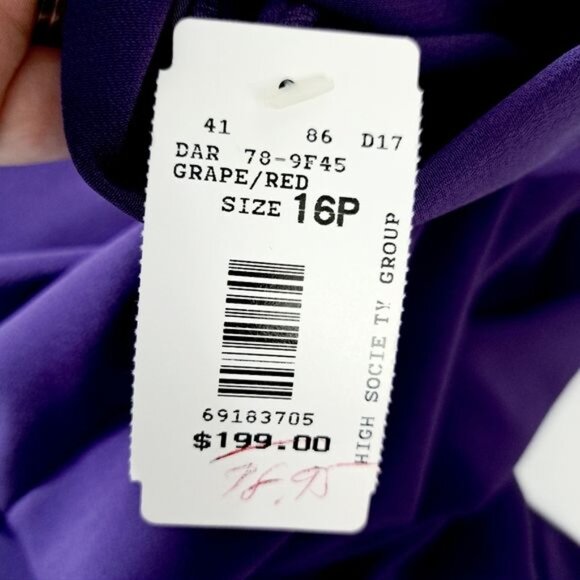 41 86 D17
DAR 78-9F45
GRAPE/RED
SIZE 16P
69183705
$199.00
78.95
HIGH SOCIETY GROUP